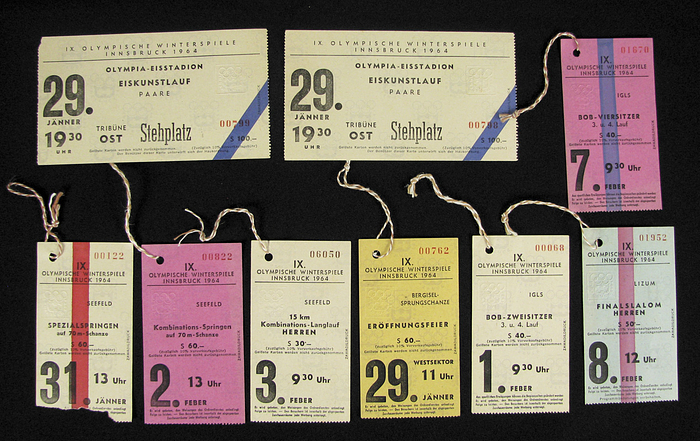 IX. OLYMPISCHE WINTERSPIELE
INNSBRUCK 1964
OLYMPIA-EISSTADION
EISKUNSTLAUF
PAARE
29.
JÄNNER
19 30
UHR
TRIBÜNE
OST
Stehplatz
00799
S 100.—
IX. OLYMPISCHE WINTERSPIELE
INNSBRUCK 1964
OLYMPIA-EISSTADION
EISKUNSTLAUF
PAARE
29.
JÄNNER
19 30
UHR
TRIBÜNE
OST
Stehplatz
S 100.—
01670
IX.
OLYMPISCHE WINTERSPIELE
INNSBRUCK 1964
IGLS
BOB-VIERSITZER
3. u. 4. Lauf
S 40.—
7. 9 30 Uhr
FEBER
00122
IX.
OLYMPISCHE WINTERSPIELE
INNSBRUCK 1964
SEEFELD
SPEZIALSPRINGEN
auf 70 m-Schanze
S 60.—
31. 13 Uhr
00822
IX.
OLYMPISCHE WINTERSPIELE
INNSBRUCK 1964
SEEFELD
Kombinations-Springen
auf 70 m-Schanze
S 60.—
2. 13 Uhr
FEBER
06050
IX.
OLYMPISCHE WINTERSPIELE
INNSBRUCK 1964
SEEFELD
15 km
Kombinations-Langlauf
HERREN
S 30—
3. 9 30 Uhr
FEBER
00762
IX.
OLYMPISCHE WINTERSPIELE
INNSBRUCK 1964
BERGISEL-
SPRUNGSCHANZE
ERÖFFNUNGSFEIER
S 60.—
WESTSEKTOR
29. 11 Uhr
JÄNNER
00068
IX.
OLYMPISCHE WINTERSPIELE
INNSBRUCK 1964
IGLS
BOB-ZWEISITZER
3. u. 4. Lauf
S 40.—
1. 9 30 Uhr
FEBER
01952
IX.
OLYMPISCHE WINTERSPIELE
INNSBRUCK 1964
LIZUM
FINALSLALOM
HERREN
S 50—
8. 12 Uhr
FEBER